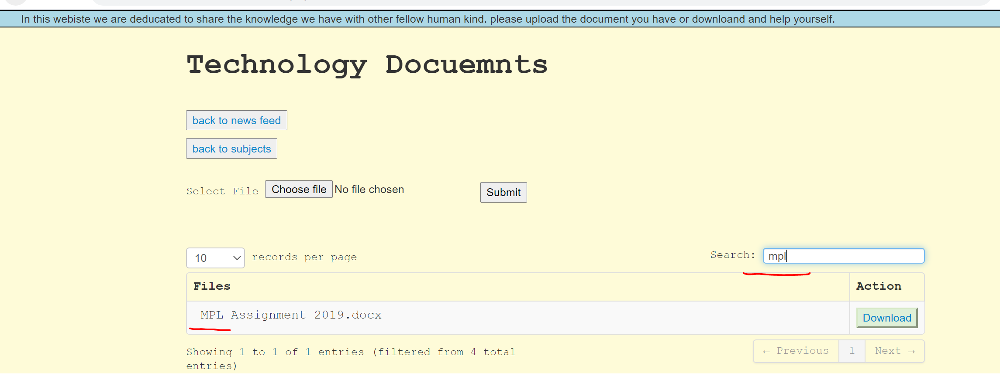 In this webiste we are deducated to share the knowledge we have with other fellow human kind. please upload the document you have or downloand and help yourself.
Technology Docuemnts
back to news feed
back to subjects
Select File Choose file No file chosen Submit
10 records per page Search: mpl
Files Action
MPL Assignment 2019.docx Download
Showing 1 to 1 of 1 entries (filtered from 4 total
entries)
← Previous 1 Next →